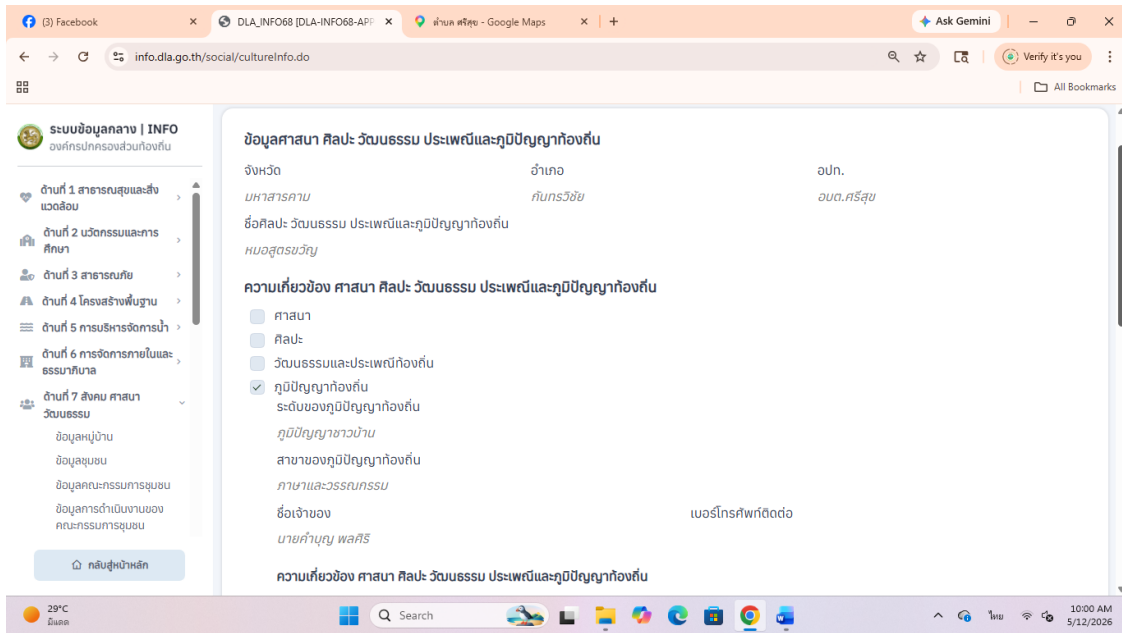 (3) Facebook
DLA_INFO68 [DLA-INFO68-APP
ตำบล ศรีสุข - Google Maps
Ask Gemini
info.dla.go.th/social/cultureInfo.do
Verify it's you
All Bookmarks
ระบบข้อมูลกลาง | INFO
องค์กรปกครองส่วนท้องถิ่น
ด้านที่ 1 สาธารณสุขและสิ่ง
แวดล้อม
ด้านที่ 2 นวัตกรรมและการ
ศึกษา
ด้านที่ 3 สาธารณภัย
ด้านที่ 4 โครงสร้างพื้นฐาน
ด้านที่ 5 การบริหารจัดการน้ำ
ด้านที่ 6 การจัดการภายในและ
ธรรมาภิบาล
ด้านที่ 7 สังคม ศาสนา
วัฒนธรรม
ข้อมูลหมู่บ้าน
ข้อมูลชุมชน
ข้อมูลคณะกรรมการชุมชน
ข้อมูลการดำเนินงานของ
คณะกรรมการชุมชน
กลับสู่หน้าหลัก
ข้อมูลศาสนา ศิลปะ วัฒนธรรม ประเพณีและภูมิปัญญาท้องถิ่น
จังหวัด อำเภอ อปท.
มหาสารคาม กันทรวิชัย อบต.ศรีสุข
ชื่อศิลปะ วัฒนธรรม ประเพณีและภูมิปัญญาท้องถิ่น
หมอสูตรขวัญ
ความเกี่ยวข้อง ศาสนา ศิลปะ วัฒนธรรม ประเพณีและภูมิปัญญาท้องถิ่น
ศาสนา
ศิลปะ
วัฒนธรรมและประเพณีท้องถิ่น
ภูมิปัญญาท้องถิ่น
ระดับของภูมิปัญญาท้องถิ่น
ภูมิปัญญาชาวบ้าน
สาขาของภูมิปัญญาท้องถิ่น
ภาษาและวรรณกรรม
ชื่อเจ้าของ เบอร์โทรศัพท์ติดต่อ
นายคำบุญ พลศิริ
ความเกี่ยวข้อง ศาสนา ศิลปะ วัฒนธรรม ประเพณีและภูมิปัญญาท้องถิ่น
29°C
มีแดด
Search
ไทย
10:00 AM
5/12/2026